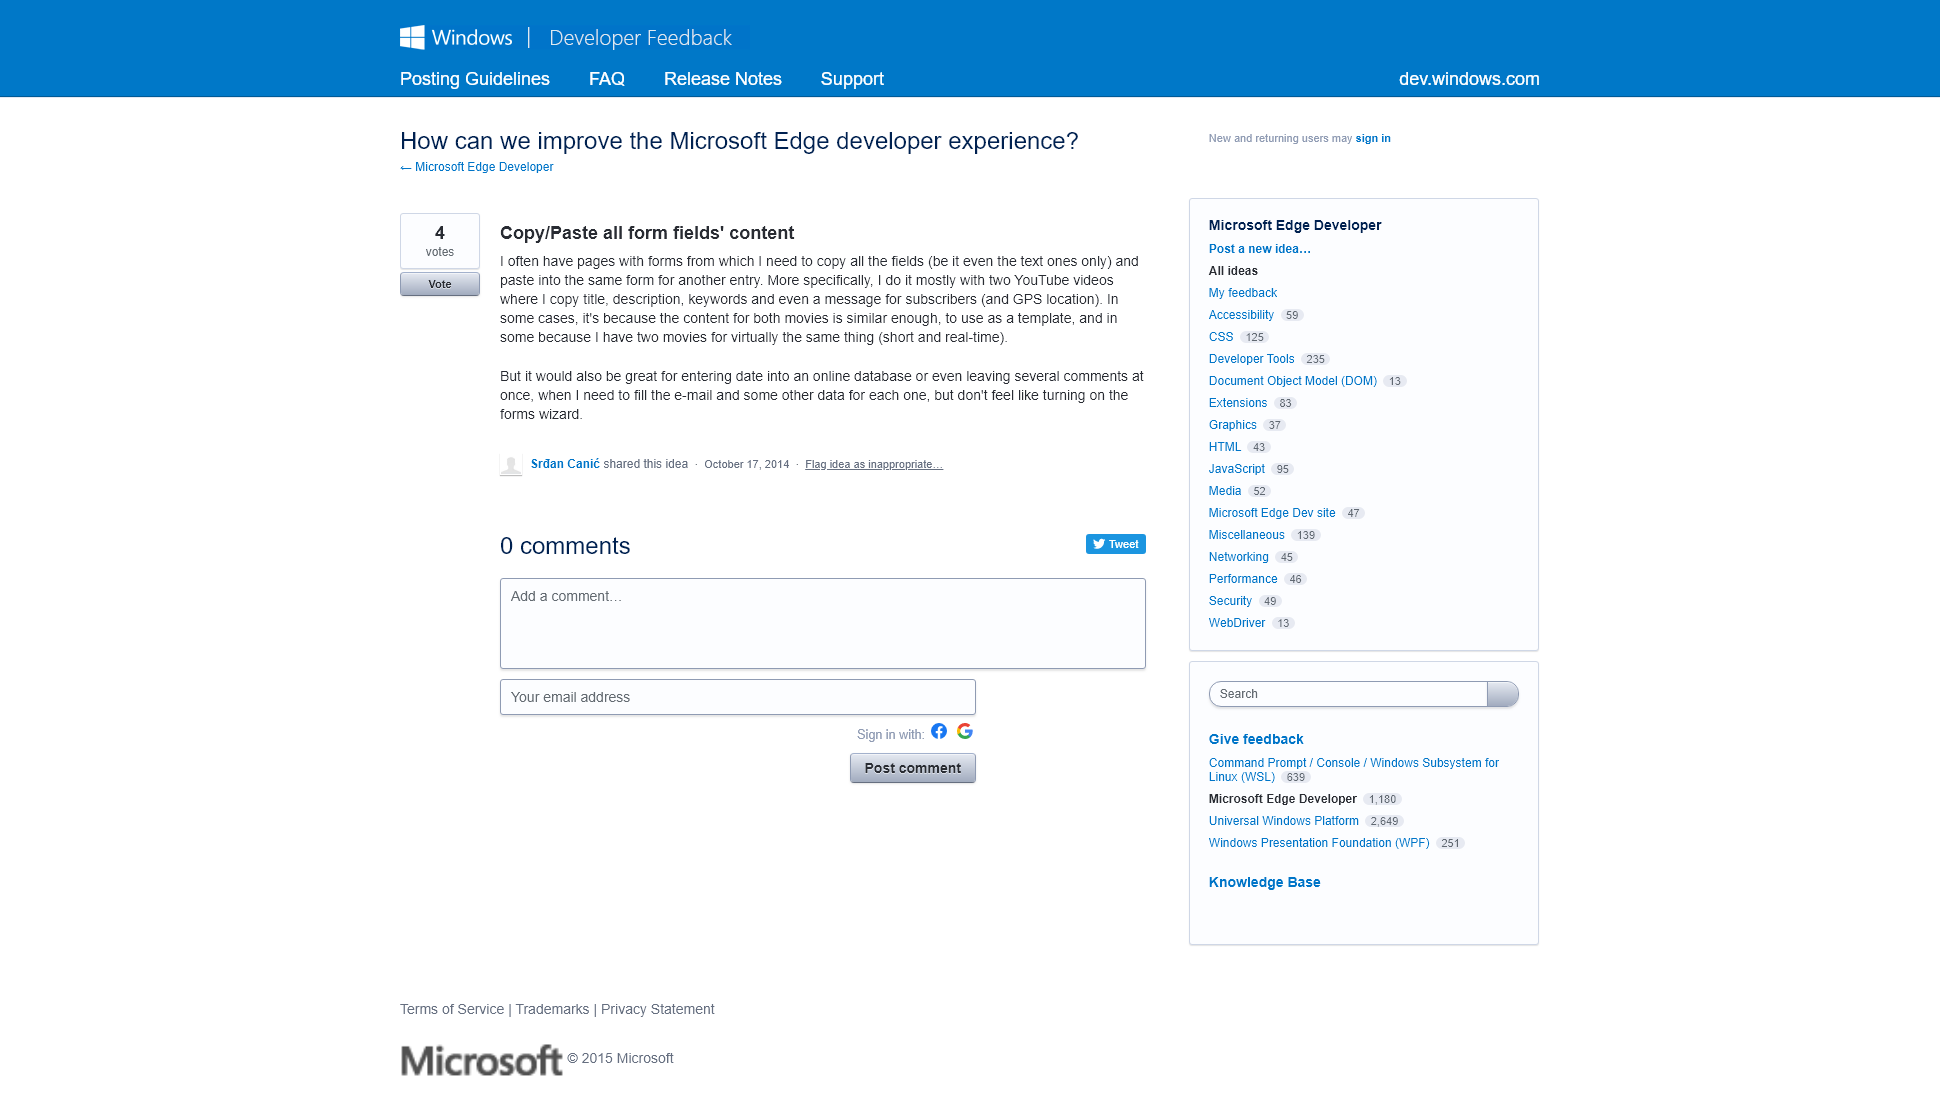 Windows | Developer Feedback
Posting Guidelines FAQ Release Notes Support dev.windows.com
How can we improve the Microsoft Edge developer experience?
← Microsoft Edge Developer
New and returning users may sign in
4
votes
Vote
Copy/Paste all form fields' content
I often have pages with forms from which I need to copy all the fields (be it even the text ones only) and
paste into the same form for another entry. More specifically, I do it mostly with two YouTube videos
where I copy title, description, keywords and even a message for subscribers (and GPS location). In
some cases, it's because the content for both movies is similar enough, to use as a template, and in
some because I have two movies for virtually the same thing (short and real-time).
But it would also be great for entering date into an online database or even leaving several comments at
once, when I need to fill the e-mail and some other data for each one, but don't feel like turning on the
forms wizard.
Srđan Canić shared this idea · October 17, 2014 · Flag idea as inappropriate…
0 comments
Tweet
Add a comment…
Your email address
Sign in with:
Post comment
Microsoft Edge Developer
Post a new idea…
All ideas
My feedback
Accessibility 59
CSS 125
Developer Tools 235
Document Object Model (DOM) 13
Extensions 83
Graphics 37
HTML 43
JavaScript 95
Media 52
Microsoft Edge Dev site 47
Miscellaneous 139
Networking 45
Performance 46
Security 49
WebDriver 13
Search
Give feedback
Command Prompt / Console / Windows Subsystem for
Linux (WSL) 639
Microsoft Edge Developer 1,180
Universal Windows Platform 2,649
Windows Presentation Foundation (WPF) 251
Knowledge Base
Terms of Service | Trademarks | Privacy Statement
Microsoft © 2015 Microsoft